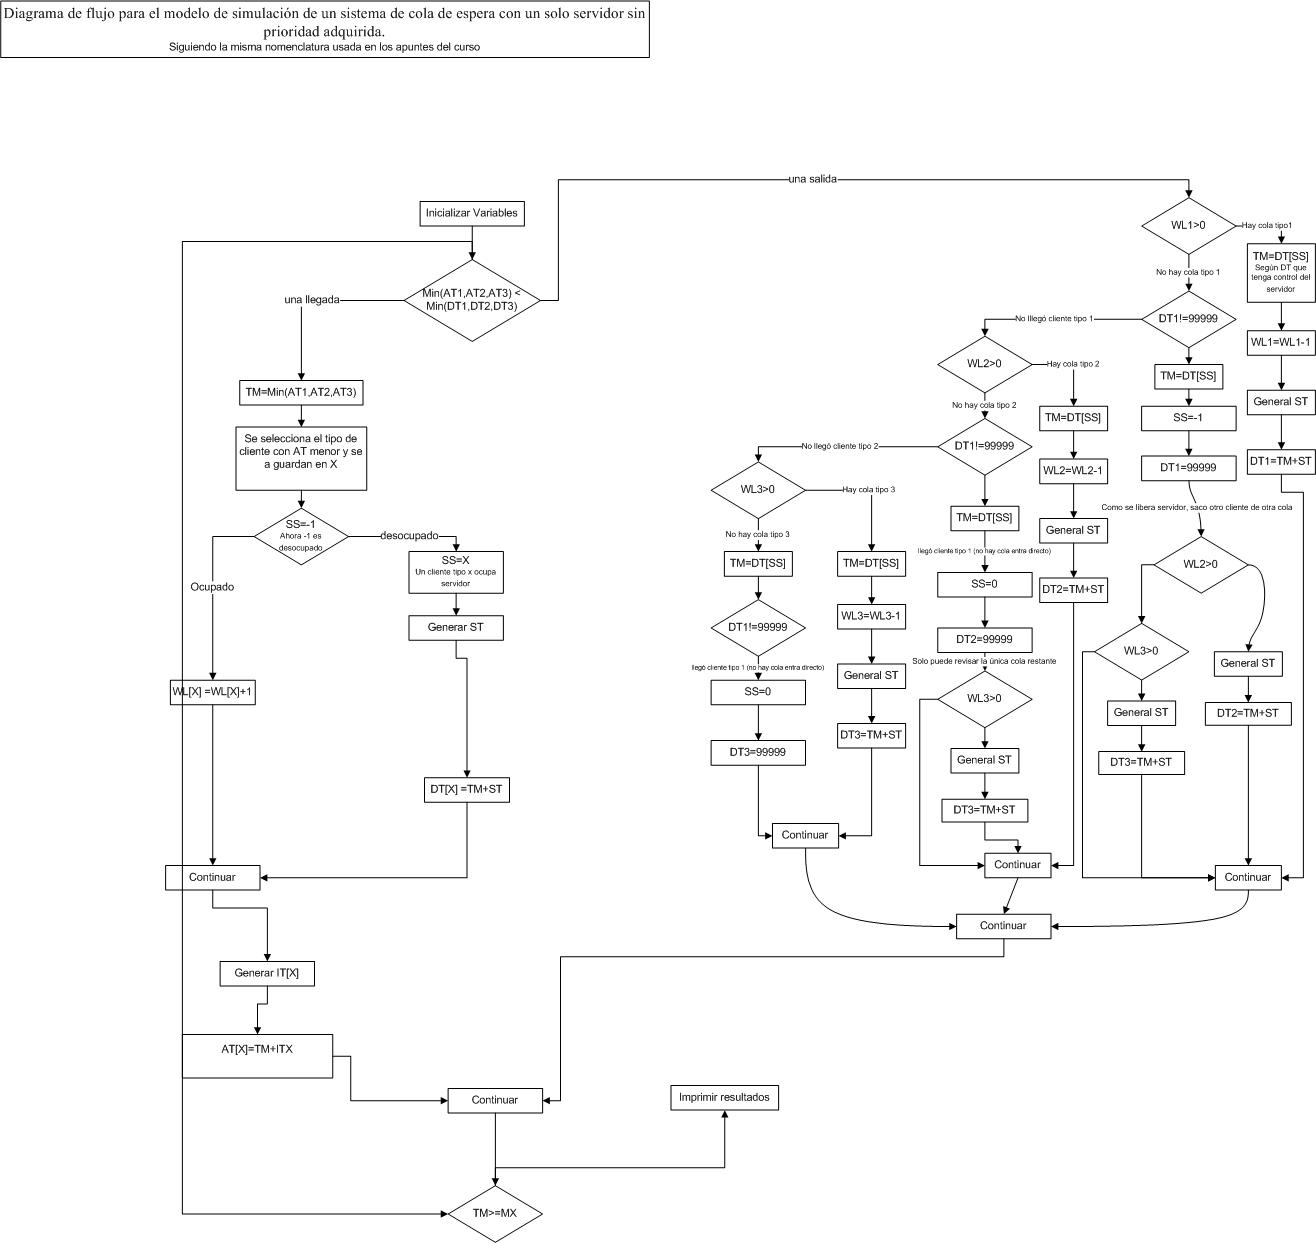 Diagrama de flujo para el modelo de simulación de un sistema de cola de espera con un solo servidor sin
prioridad adquirida.
Siguiendo la misma nomenclatura usada en los apuntes del curso
una salida
Inicializar Variables
Min(AT1,AT2,AT3) <
Min(DT1,DT2,DT3)
una llegada
TM=Min(AT1,AT2,AT3)
Se selecciona el tipo de
cliente con AT menor y se
a guardan en X
SS=-1
Ahora -1 es
desocupado
desocupado
Ocupado
SS=X
Un cliente tipo x ocupa
servidor
Generar ST
WL[X] =WL[X]+1
DT[X] =TM+ST
Continuar
Generar IT[X]
AT[X]=TM+ITX
Continuar
Imprimir resultados
TM>=MX
WL1>0
Hay cola tipo1
TM=DT[SS]
Según DT que
tenga control del
servidor
WL1=WL1-1
General ST
DT1=TM+ST
No hay cola tipo 1
DT1!=99999
TM=DT[SS]
SS=-1
DT1=99999
Como se libera servidor, saco otro cliente de otra cola
WL2>0
WL3>0
General ST
DT3=TM+ST
General ST
DT2=TM+ST
Continuar
No lllegó cliente tipo 1
WL2>0
Hay cola tipo 2
TM=DT[SS]
WL2=WL2-1
General ST
DT2=TM+ST
No hay cola tipo 2
DT1!=99999
TM=DT[SS]
llegó cliente tipo 1 (no hay cola entra directo)
SS=0
DT2=99999
Solo puede revisar la única cola restante
WL3>0
General ST
DT3=TM+ST
Continuar
No llegó cliente tipo 2
WL3>0
Hay cola tipo 3
TM=DT[SS]
WL3=WL3-1
General ST
DT3=TM+ST
No hay cola tipo 3
TM=DT[SS]
DT1!=99999
llegó cliente tipo 1 (no hay cola entra directo)
SS=0
DT3=99999
Continuar
Continuar